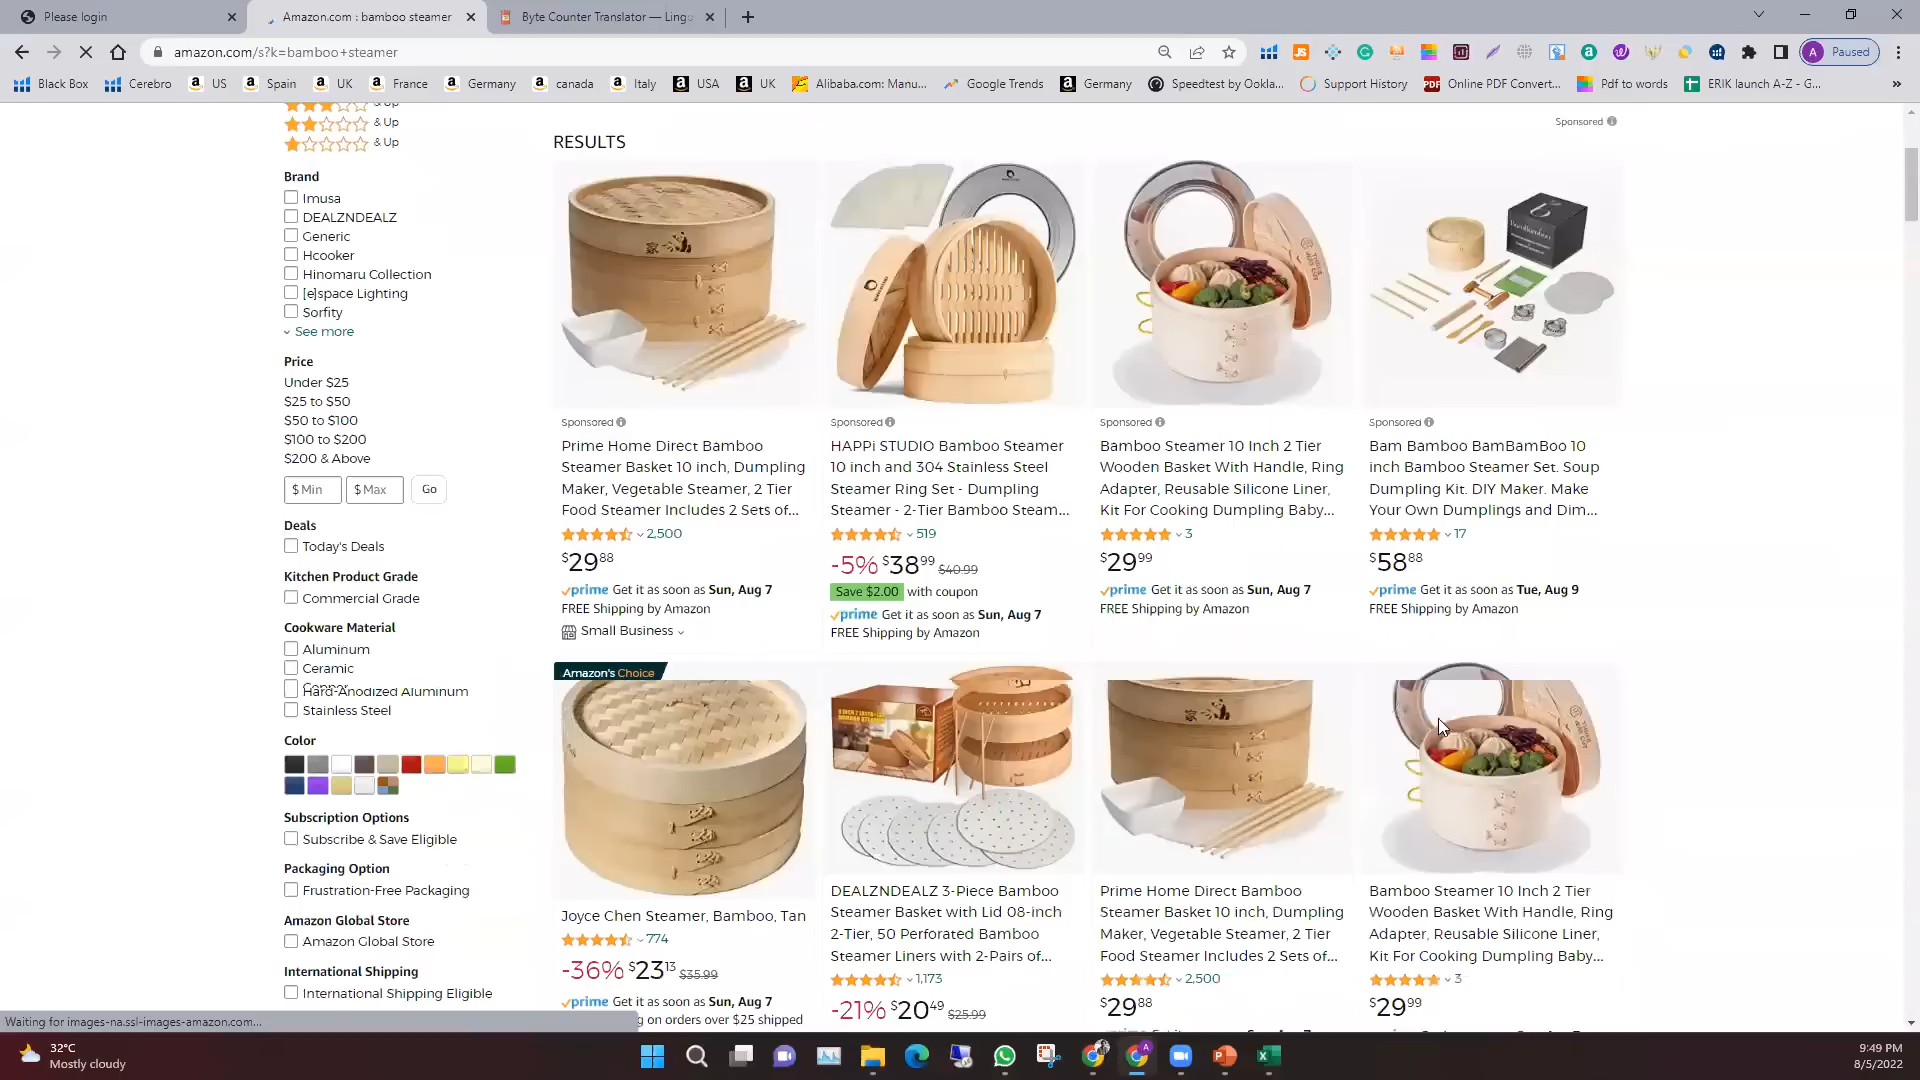 Please login
Amazon.com : bamboo steamer
Byte Counter Translator — Ling
amazon.com/s?k=bamboo+steamer
A Paused
Black Box
Cerebro
US
Spain
UK
France
Germany
canada
Italy
USA
UK
Alibaba.com: Manu...
Google Trends
Germany
Speedtest by Ookla...
Support History
Online PDF Convert...
Pdf to words
ERIK launch A-Z - G...
& Up
& Up
& Up
Brand
Imusa
DEALZNDEALZ
Generic
Hcooker
Hinomaru Collection
[e]space Lighting
Sorfity
See more
Price
Under $25
$25 to $50
$50 to $100
$100 to $200
$200 & Above
$ Min
$ Max
Go
Deals
Today's Deals
Kitchen Product Grade
Commercial Grade
Cookware Material
Aluminum
Ceramic
Hard-Anodized Aluminum
Stainless Steel
Color
Subscription Options
Subscribe & Save Eligible
Packaging Option
Frustration-Free Packaging
Amazon Global Store
Amazon Global Store
International Shipping
International Shipping Eligible
Sponsored
RESULTS
Sponsored
Prime Home Direct Bamboo
Steamer Basket 10 inch, Dumpling
Maker, Vegetable Steamer, 2 Tier
Food Steamer Includes 2 Sets of...
2,500
$29 88
prime Get it as soon as Sun, Aug 7
FREE Shipping by Amazon
Small Business
Sponsored
HAPPi STUDIO Bamboo Steamer
10 inch and 304 Stainless Steel
Steamer Ring Set - Dumpling
Steamer - 2-Tier Bamboo Steam...
519
-5% $38 99 $40.99
Save $2.00 with coupon
prime Get it as soon as Sun, Aug 7
FREE Shipping by Amazon
Sponsored
Bamboo Steamer 10 Inch 2 Tier
Wooden Basket With Handle, Ring
Adapter, Reusable Silicone Liner,
Kit For Cooking Dumpling Baby...
3
$29 99
prime Get it as soon as Sun, Aug 7
FREE Shipping by Amazon
Sponsored
Bam Bamboo BamBamBoo 10
inch Bamboo Steamer Set. Soup
Dumpling Kit. DIY Maker. Make
Your Own Dumplings and Dim...
17
$58 88
prime Get it as soon as Tue, Aug 9
FREE Shipping by Amazon
Amazon's Choice
Joyce Chen Steamer, Bamboo, Tan
774
-36% $23 13 $35.99
prime Get it as soon as Sun, Aug 7
g on orders over $25 shipped
DEALZNDEALZ 3-Piece Bamboo
Steamer Basket with Lid 08-inch
2-Tier, 50 Perforated Bamboo
Steamer Liners with 2-Pairs of...
1,173
-21% $20 49 $25.99
Prime Home Direct Bamboo
Steamer Basket 10 inch, Dumpling
Maker, Vegetable Steamer, 2 Tier
Food Steamer Includes 2 Sets of...
2,500
$29 88
Bamboo Steamer 10 Inch 2 Tier
Wooden Basket With Handle, Ring
Adapter, Reusable Silicone Liner,
Kit For Cooking Dumpling Baby...
3
$29 99
Waiting for images-na.ssl-images-amazon.com...
32°C
Mostly cloudy
9:49 PM
8/5/2022